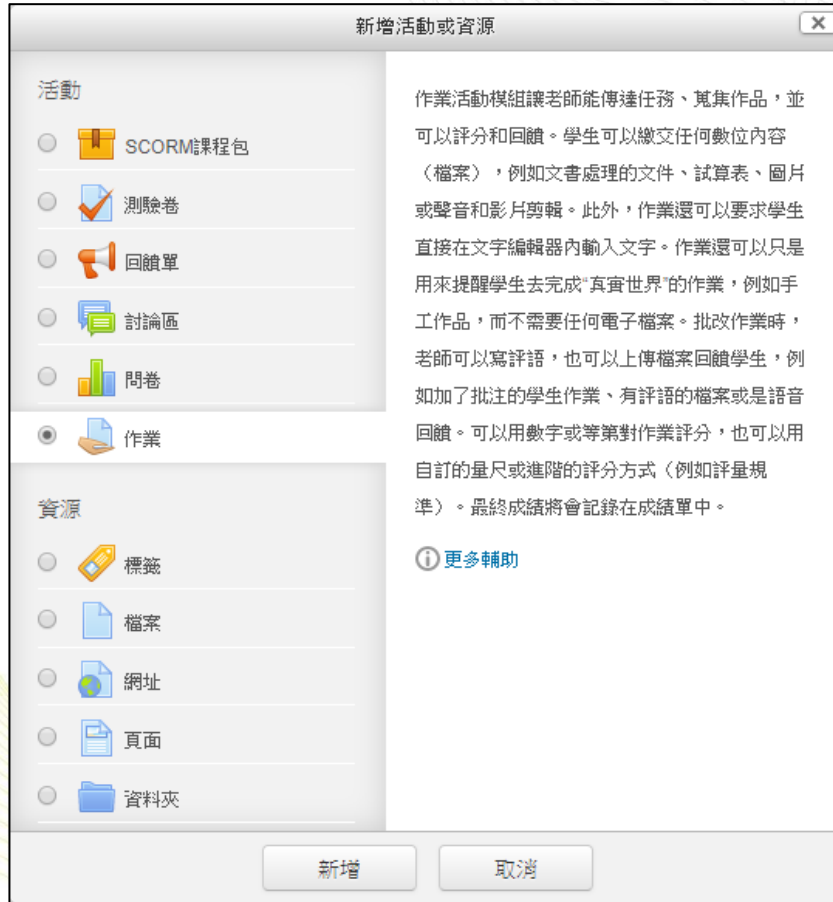 新增活動或資源
活動
SCORM課程包
測驗卷
回饋單
討論區
問卷
作業
資源
標籤
檔案
網址
頁面
資料夾
作業活動模組讓老師能傳達任務、蒐集作品，並
可以評分和回饋。學生可以繳交任何數位內容
（檔案），例如文書處理的文件、試算表、圖片
或聲音和影片剪輯。此外，作業還可以要求學生
直接在文字編輯器內輸入文字。作業還可以只是
用來提醒學生去完成“真實世界”的作業，例如手
工作品，而不需要任何電子檔案。批改作業時，
老師可以寫評語，也可以上傳檔案回饋學生，例
如加了批注的學生作業、有評語的檔案或是語音
回饋。可以用數字或等第對作業評分，也可以用
自訂的量尺或進階的評分方式（例如評量規
準）。最終成績將會記錄在成績單中。
更多輔助
新增
取消